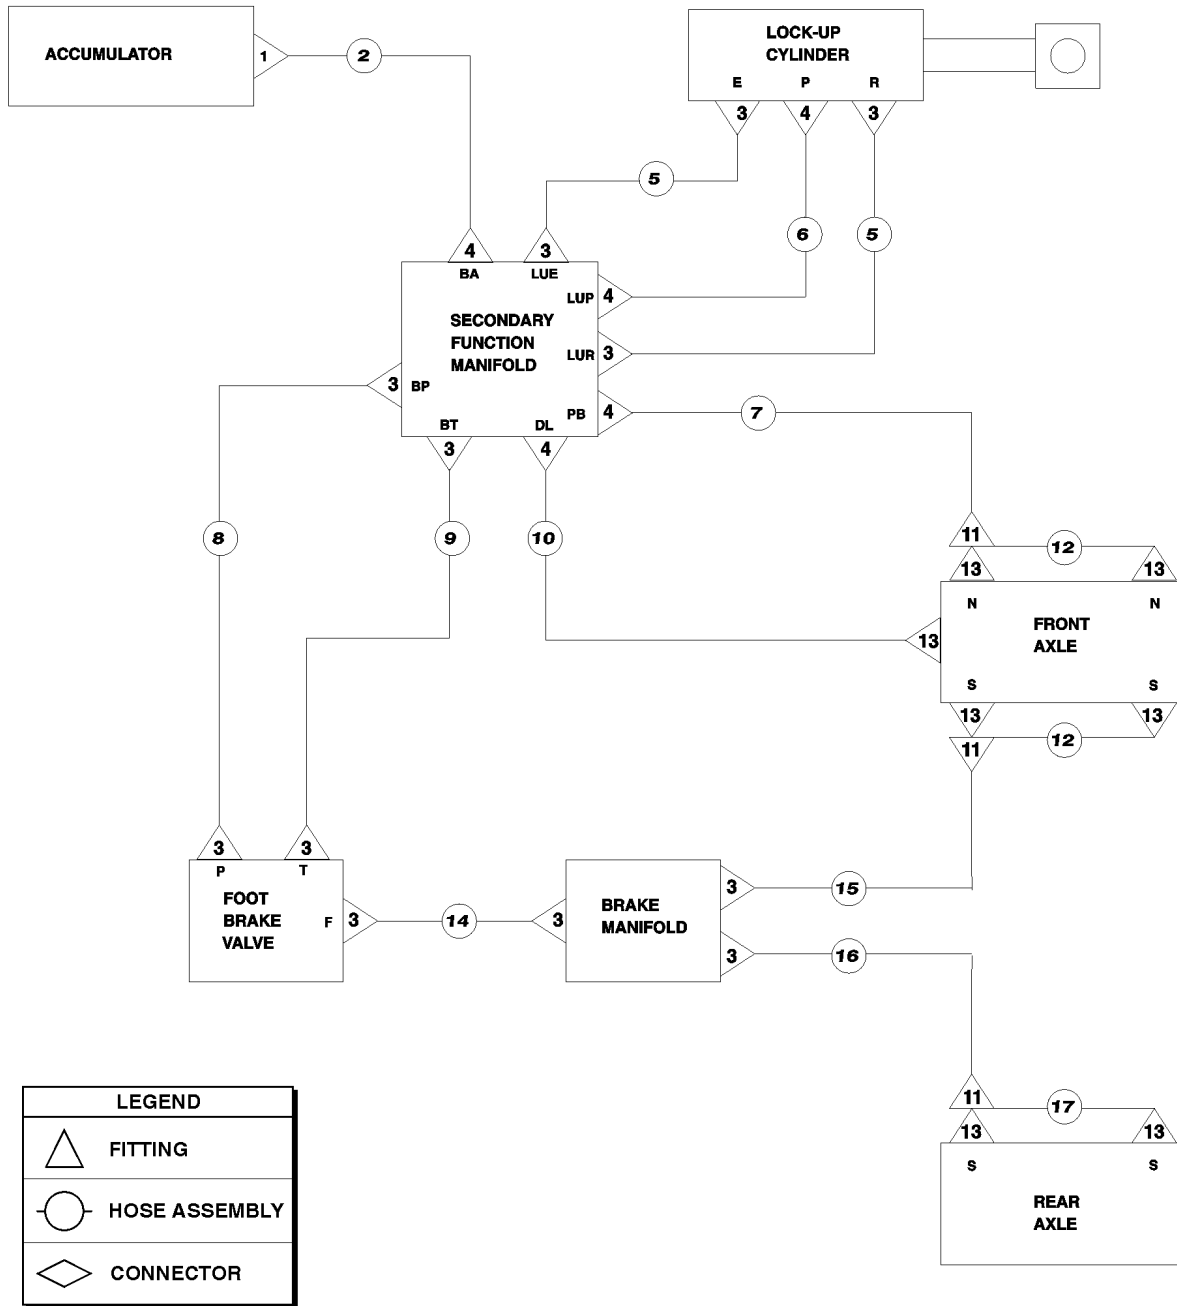 ACCUMULATOR
1
2
LOCK-UP
CYLINDER
E P R
3 4 3
5
6
5
4 3
BA LUE
LUP 4
SECONDARY
FUNCTION
MANIFOLD
LUR 3
3 BP
PB 4
7
BT DL
3 4
8
9
10
11
12
13 13
N N
FRONT
AXLE
13
S S
13 13
11
12
3 3
P T
FOOT
BRAKE
VALVE
F 3
14
3
BRAKE
MANIFOLD
3
15
3
16
11
17
13 13
S S
REAR
AXLE
LEGEND
FITTING
HOSE ASSEMBLY
CONNECTOR